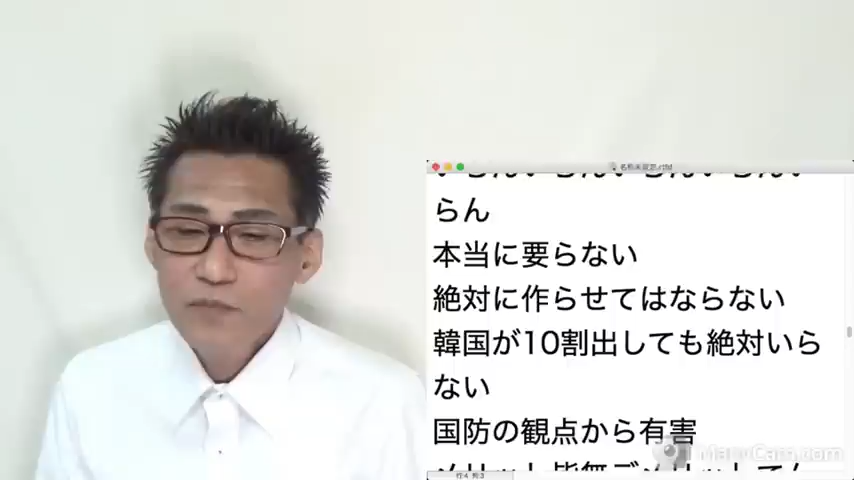 らん
本当に要らない
絶対に作らせてはならない
韓国が10割出しても絶対いら
ない
国防の観点から有害
ManyCam.com